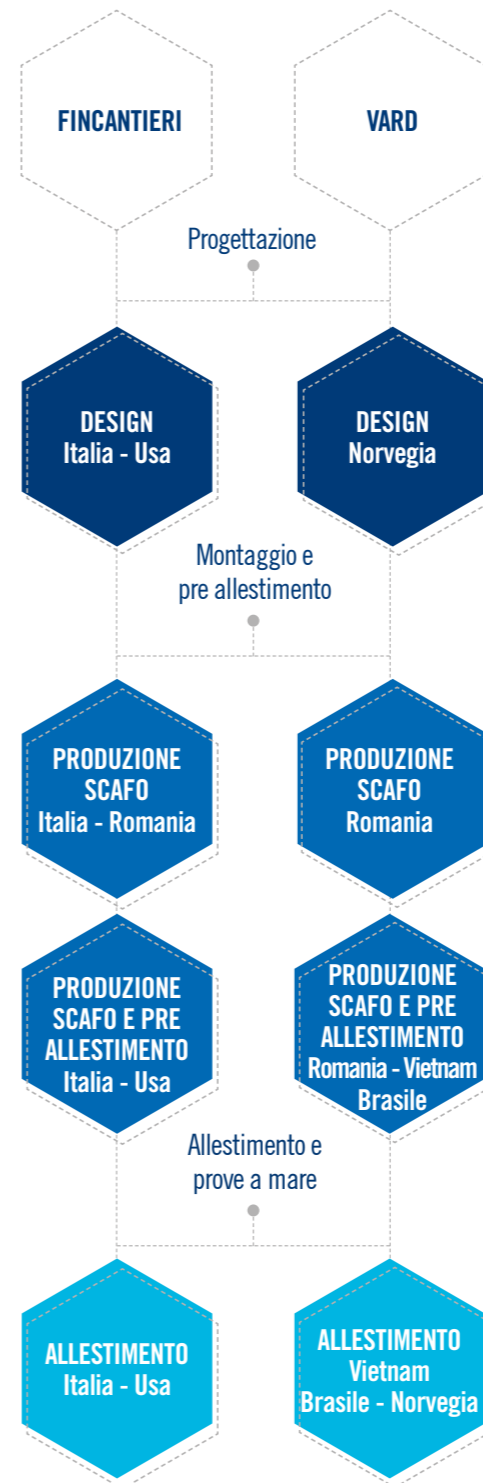 FINCANTIERI
VARD
Progettazione
DESIGN
Italia - Usa
DESIGN
Norvegia
Montaggio e
pre allestimento
PRODUZIONE
SCAFO
Italia - Romania
PRODUZIONE
SCAFO
Romania
PRODUZIONE
SCAFO E PRE
ALLESTIMENTO
Italia - Usa
PRODUZIONE
SCAFO E PRE
ALLESTIMENTO
Romania - Vietnam
Brasile
Allestimento e
prove a mare
ALLESTIMENTO
Italia - Usa
ALLESTIMENTO
Vietnam
Brasile - Norvegia